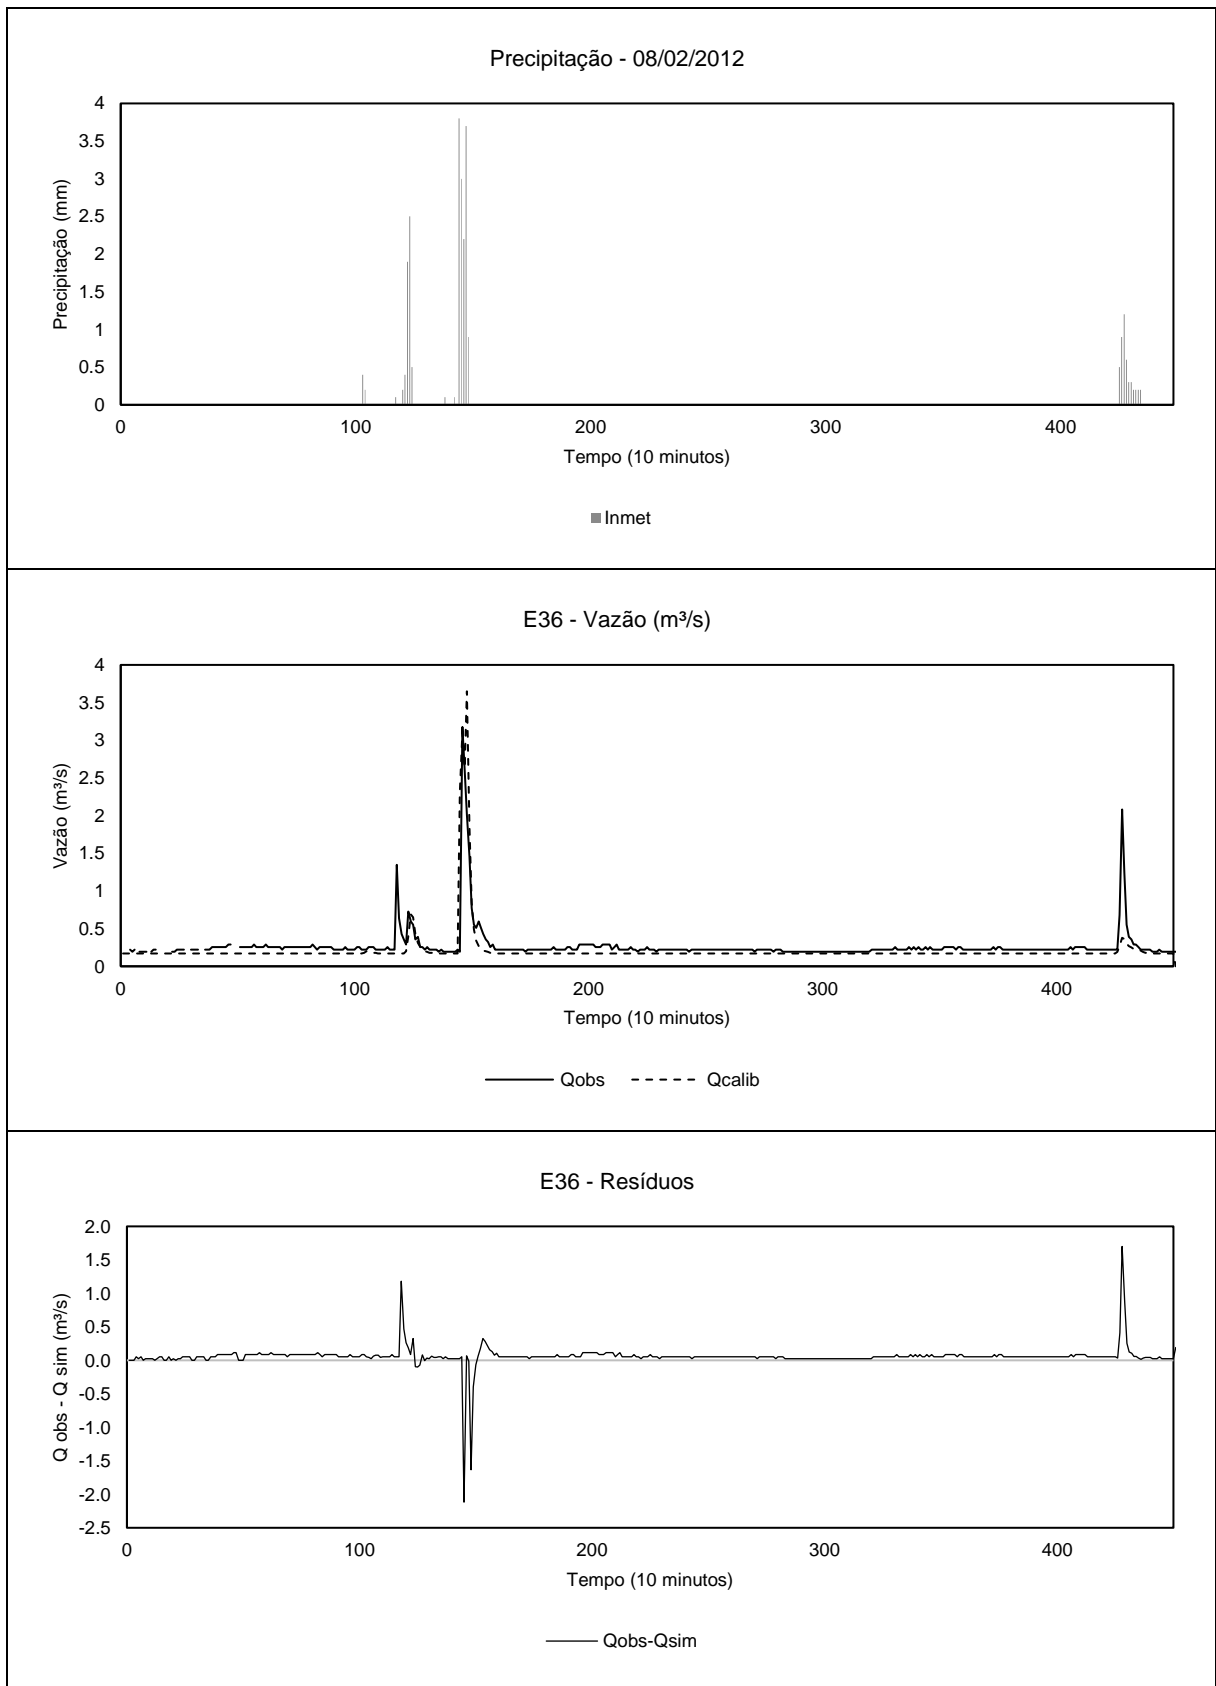 Precipitação - 08/02/2012
4
3.5
3
2.5
2
1.5
1
0.5
0
Precipitação (mm)
0 100 200 300 400
Tempo (10 minutos)
Inmet
E36 - Vazão (m³/s)
4
3.5
3
2.5
2
1.5
1
0.5
0
Vazão (m³/s)
0 100 200 300 400
Tempo (10 minutos)
Qobs Qcalib
E36 - Resíduos
2.0
1.5
1.0
0.5
0.0
-0.5
-1.0
-1.5
-2.0
-2.5
Q obs - Q sim (m³/s)
0 100 200 300 400
Tempo (10 minutos)
Qobs-Qsim